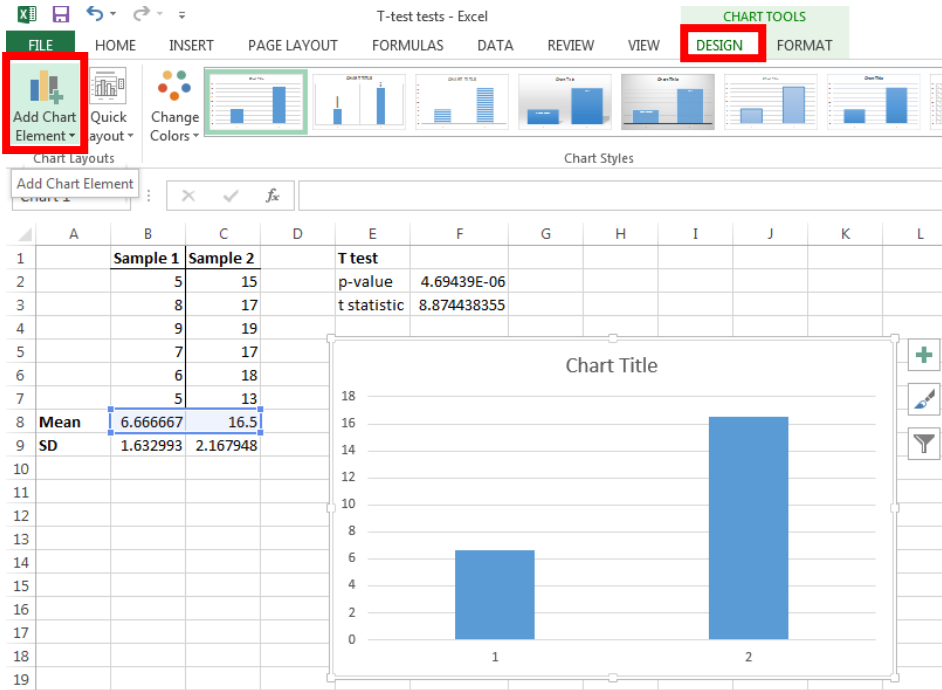 T-test tests - Excel
CHART TOOLS
FILE HOME INSERT PAGE LAYOUT FORMULAS DATA REVIEW VIEW DESIGN FORMAT
Add Chart Element
Quick
Change Colors
Chart Layouts
Chart Styles
Add Chart Element
fx
A B C D E F G H I J K L
1 Sample 1 Sample 2 T test
2 5 15 p-value 4.69439E-06
3 8 17 t statistic 8.874438355
4 9 19
5 7 17
6 6 18
7 5 13
8 Mean 6.666667 16.5
9 SD 1.632993 2.167948
10
11
12
13
14
15
16
17
18
19
Chart Title
18
16
14
12
10
8
6
4
2
0
1 2